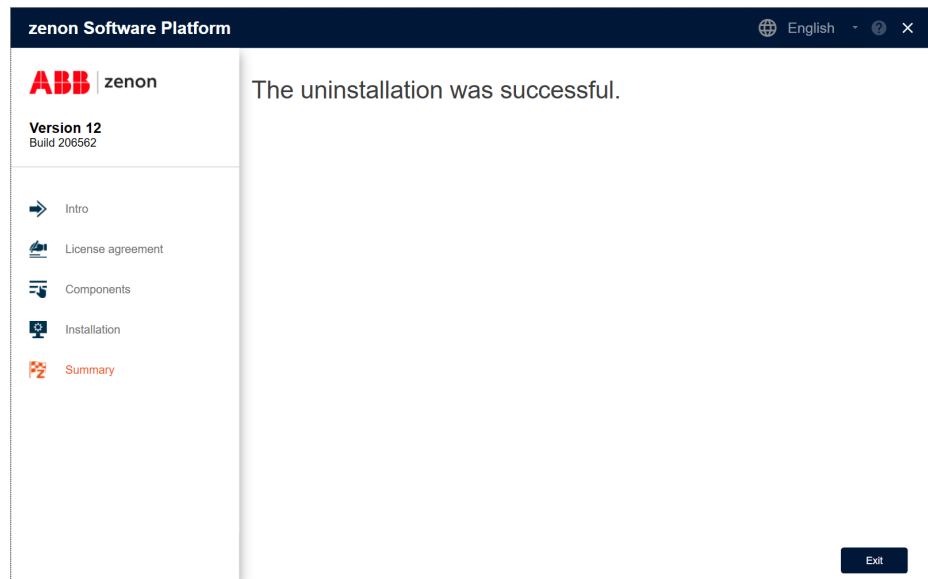 zenon Software Platform
English
ABB zenon
Version 12
Build 206562
The uninstallation was successful.
Intro
License agreement
Components
Installation
Summary
Exit